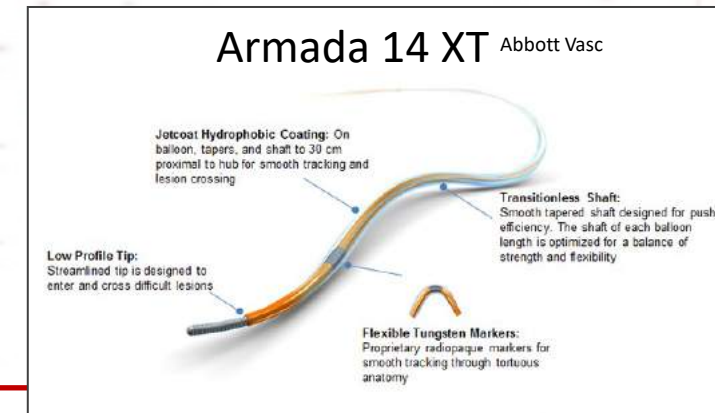 Armada 14 XT Abbott Vasc
Jetcoat Hydrophobic Coating: On
balloon, tapers, and shaft to 30 cm
proximal to hub for smooth tracking and
lesion crossing
Transitionless Shaft:
Smooth tapered shaft designed for push
efficiency. The shaft of each balloon
length is optimized for a balance of
strength and flexibility
Low Profile Tip:
Streamlined tip is designed to
enter and cross difficult lesions
Flexible Tungsten Markers:
Proprietary radiopaque markers for
smooth tracking through tortuous
anatomy